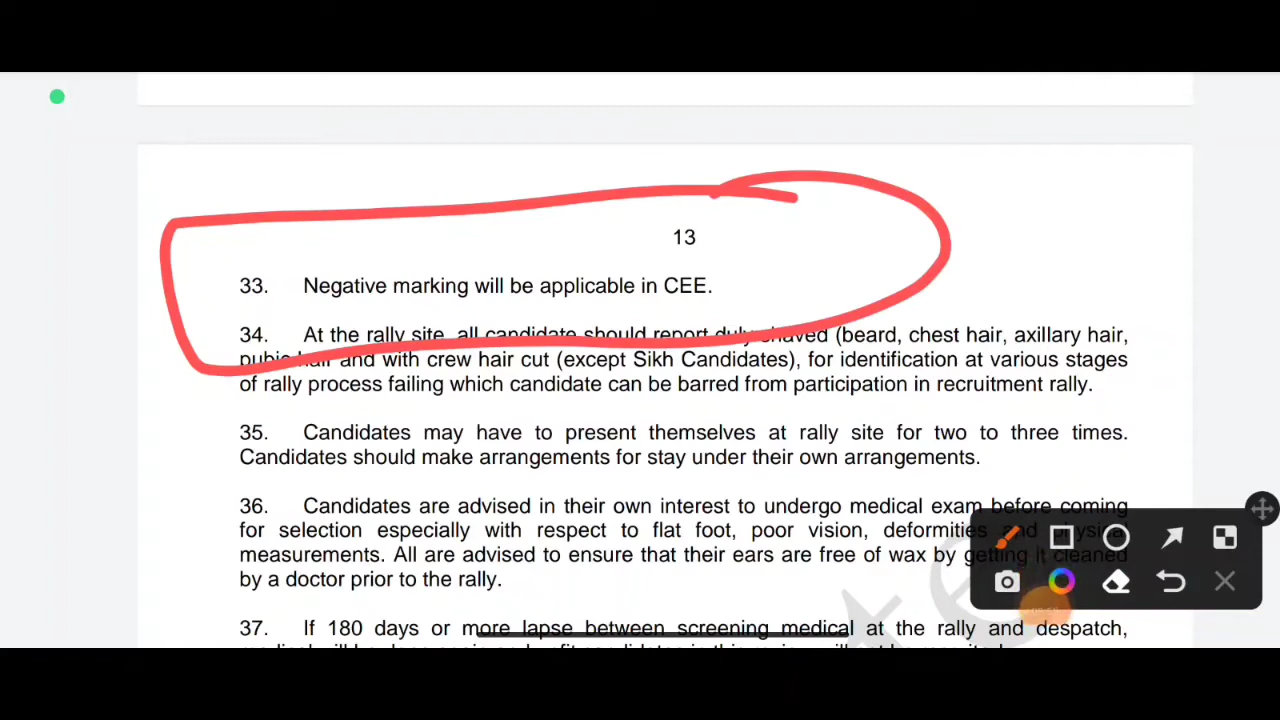 13
33. Negative marking will be applicable in CEE.
34. At the rally site, all candidate should report duly shaved (beard, chest hair, axillary hair,
pubic hair and with crew hair cut (except Sikh Candidates), for identification at various stages
of rally process failing which candidate can be barred from participation in recruitment rally.
35. Candidates may have to present themselves at rally site for two to three times.
Candidates should make arrangements for stay under their own arrangements.
36. Candidates are advised in their own interest to undergo medical exam before coming
for selection especially with respect to flat foot, poor vision, deformities and physical
measurements. All are advised to ensure that their ears are free of wax by getting it cleaned
by a doctor prior to the rally.
37. If 180 days or more lapse between screening medical at the rally and despatch,